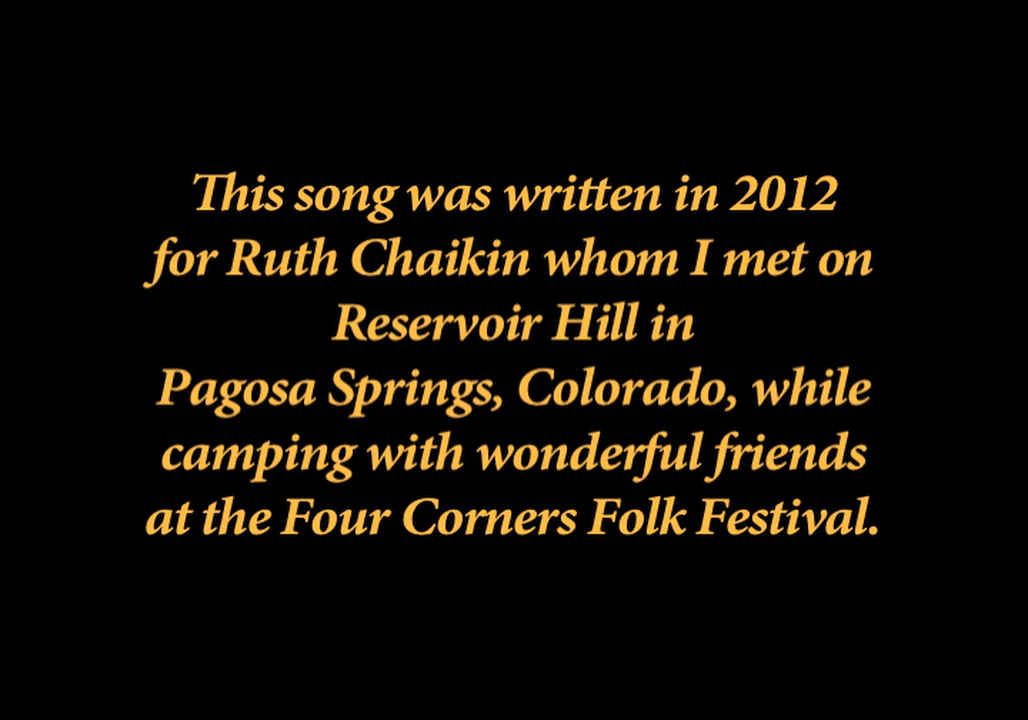 This song was written in 2012
for Ruth Chaikin whom I met on
Reservoir Hill in
Pagosa Springs, Colorado, while
camping with wonderful friends
at the Four Corners Folk Festival.